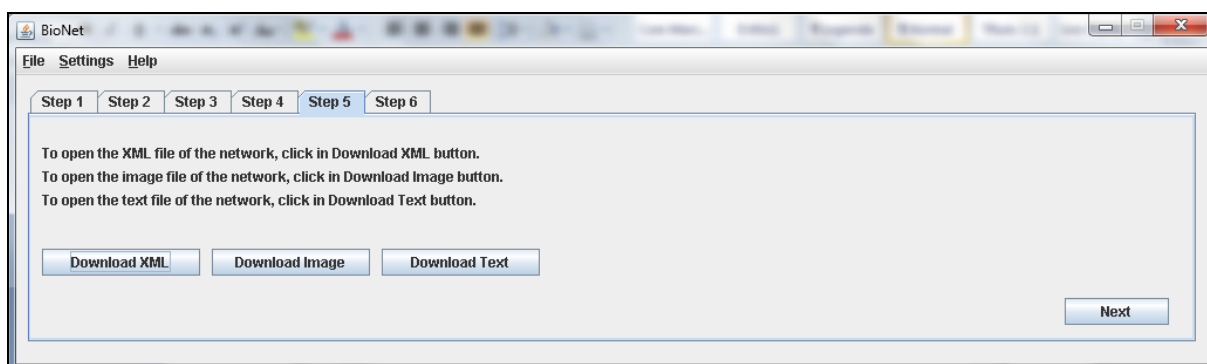 BioNet
File Settings Help
Step 1 Step 2 Step 3 Step 4 Step 5 Step 6
To open the XML file of the network, click in Download XML button.
To open the image file of the network, click in Download Image button.
To open the text file of the network, click in Download Text button.
Download XML Download Image Download Text
Next